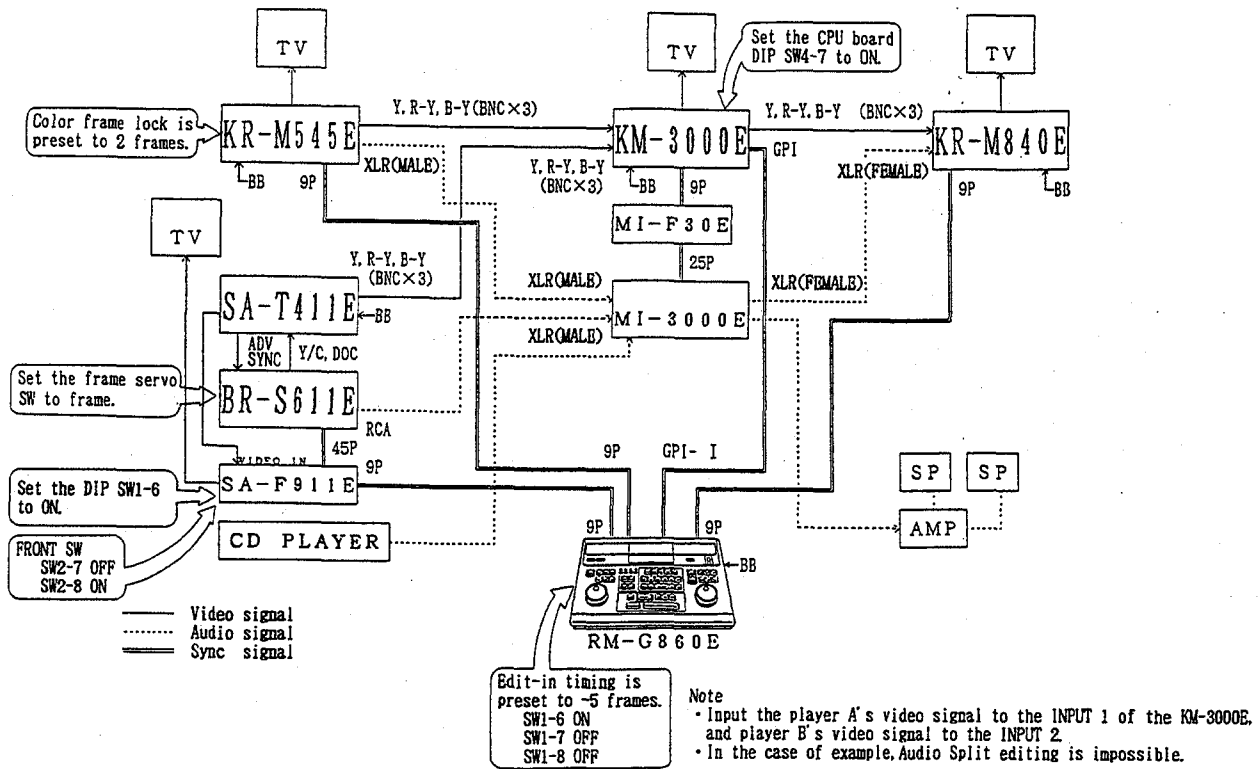 TV
TV
TV
Set the CPU board
DIP SW4-7 to ON.
Color frame lock is
preset to 2 frames.
KR-M545E
Y, R-Y, B-Y (BNC×3)
KM-3000E
Y, R-Y, B-Y (BNC×3)
KR-M840E
BB
9P
XLR(MALE)
Y, R-Y, B-Y
(BNC×3)
BB
9P
GPI
XLR(FEMALE)
9P
BB
MI-F30E
25P
TV
Y, R-Y, B-Y
(BNC×3)
SA-T411E
BB
XLR(MALE)
XLR(MALE)
MI-3000E
XLR(FEMALE)
ADV
SYNC
Y/C, DOC
Set the frame servo
SW to frame.
BR-S611E
RCA
45P
VIDEO IN
9P
9P
GPI- I
Set the DIP SW1-6
to ON.
SA-F911E
SP
SP
AMP
CD PLAYER
9P
9P
FRONT SW
SW2-7 OFF
SW2-8 ON
BB
Video signal
Audio signal
Sync signal
RM-G860E
Edit-in timing is
preset to -5 frames.
SW1-6 ON
SW1-7 OFF
SW1-8 OFF
Note
・Input the player A's video signal to the INPUT 1 of the KM-3000E,
and player B's video signal to the INPUT 2.
・In the case of example, Audio Split editing is impossible.